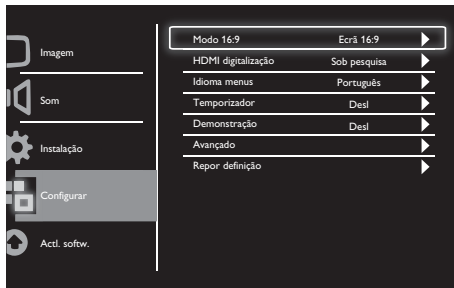 Imagem
Som
Instalação
Configurar
Actl. softw.
Modo 16:9 Ecrã 16:9
HDMI digitalização Sob pesquisa
Idioma menus Português
Temporizador Desl
Demonstração Desl
Avançado
Repor definição